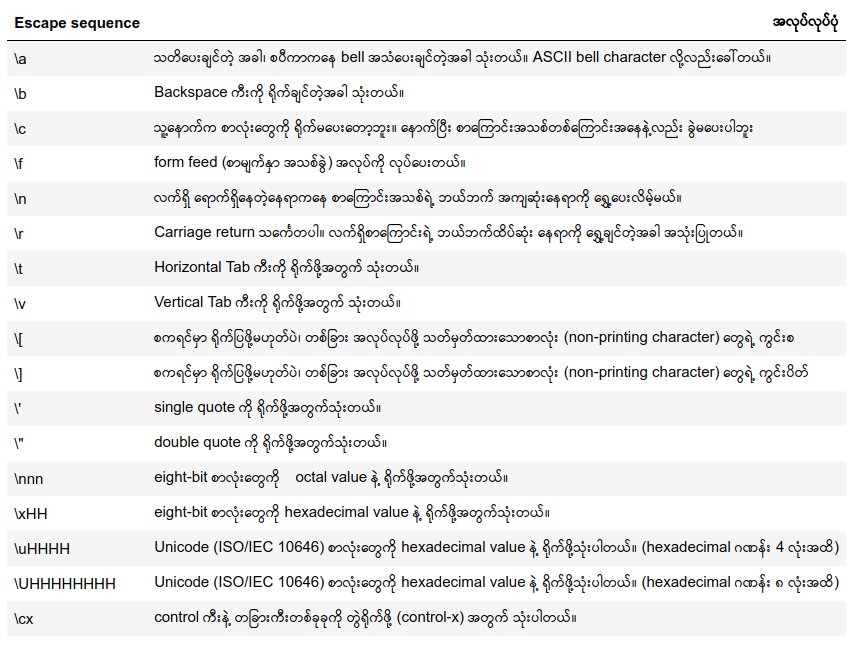 Escape sequence အလုပ်လုပ်ပုံ
\a သတိပေးချင်တဲ့ အခါ၊ စပီကာကနေ bell အသံပေးချင်တဲ့အခါ သုံးတယ်။ ASCII bell character လို့လည်းခေါ်တယ်။
\b Backspace ကီးကို ရိုက်ချင်တဲ့အခါ သုံးတယ်။
\c သူ့နောက်က စာလုံးတွေကို ရိုက်မပေးတော့ဘူး။ နောက်ပြီး စာကြောင်းအသစ်တစ်ကြောင်းအနေနဲ့လည်း ခွဲမပေးပါဘူး
\f form feed (စာမျက်နှာ အသစ်ခွဲ) အလုပ်ကို လုပ်ပေးတယ်။
\n လက်ရှိ ရောက်ရှိနေတဲ့နေရာကနေ စာကြောင်းအသစ်ရဲ့ ဘယ်ဘက် အကျဆုံးနေရာကို ရွှေ့ပေးလိမ့်မယ်။
\r Carriage return သင်္ကေတပါ။ လက်ရှိစာကြောင်းရဲ့ ဘယ်ဘက်ထိပ်ဆုံး နေရာကို ရွှေ့ချင်တဲ့အခါ အသုံးပြုတယ်။
\t Horizontal Tab ကီးကို ရိုက်ဖို့အတွက် သုံးတယ်။
\v Vertical Tab ကီးကို ရိုက်ဖို့အတွက် သုံးတယ်။
\[ စကရင်မှာ ရိုက်ပြဖို့မဟုတ်ပဲ၊ တစ်ခြား အလုပ်လုပ်ဖို့ သတ်မှတ်ထားသောစာလုံး (non-printing character) တွေရဲ့ ကွင်းစ
\] စကရင်မှာ ရိုက်ပြဖို့မဟုတ်ပဲ၊ တစ်ခြား အလုပ်လုပ်ဖို့ သတ်မှတ်ထားသောစာလုံး (non-printing character) တွေရဲ့ ကွင်းပိတ်
\' single quote ကို ရိုက်ဖို့အတွက်သုံးတယ်။
\" double quote ကို ရိုက်ဖို့အတွက်သုံးတယ်။
\nnn eight-bit စာလုံးတွေကို octal value နဲ့ ရိုက်ဖို့အတွက်သုံးတယ်။
\xHH eight-bit စာလုံးတွေကို hexadecimal value နဲ့ ရိုက်ဖို့အတွက်သုံးတယ်။
\uHHHH Unicode (ISO/IEC 10646) စာလုံးတွေကို hexadecimal value နဲ့ ရိုက်ဖို့သုံးပါတယ်။ (hexadecimal ဂဏန်း 4 လုံးအထိ)
\UHHHHHHHH Unicode (ISO/IEC 10646) စာလုံးတွေကို hexadecimal value နဲ့ ရိုက်ဖို့သုံးပါတယ်။ (hexadecimal ဂဏန်း ၈ လုံးအထိ)
\cx control ကီးနဲ့ တခြားကီးတစ်ခုခုကို တွဲရိုက်ဖို့ (control-x) အတွက် သုံးပါတယ်။